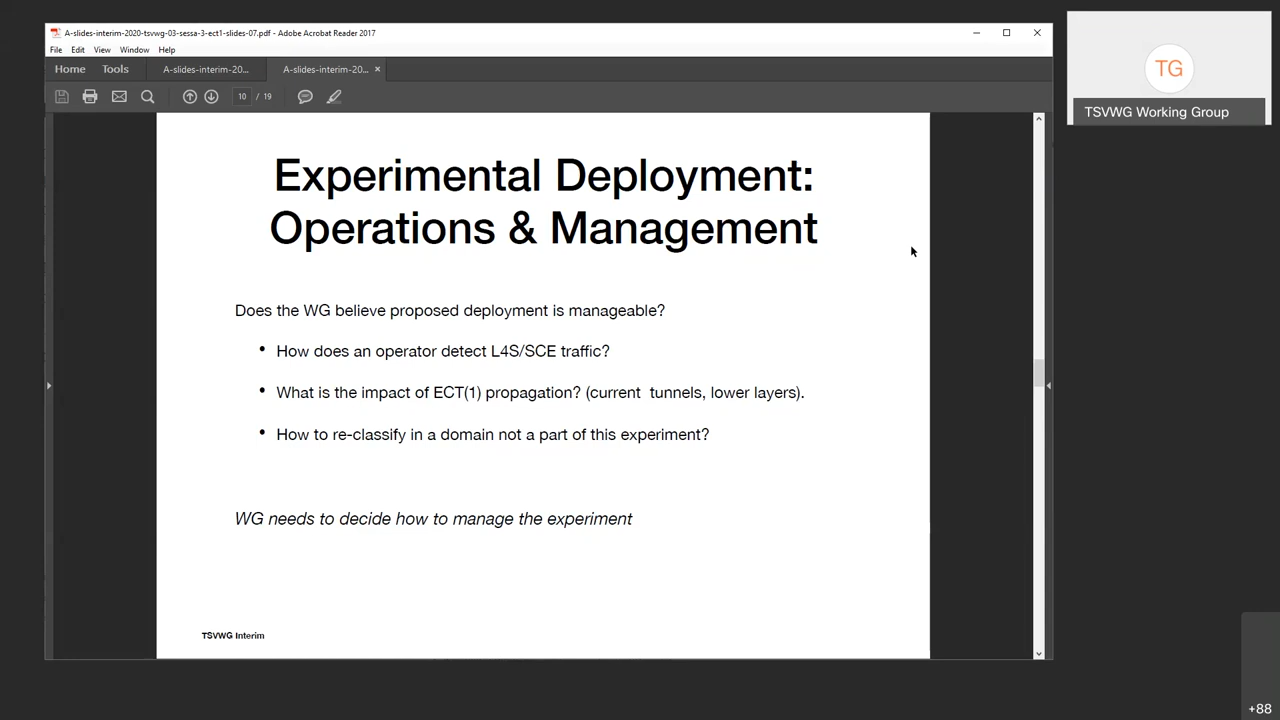 A-slides-interim-2020-tsvwg-03-sessa-3-ect1-slides-07.pdf - Adobe Acrobat Reader 2017
File Edit View Window Help
Home Tools A-slides-interim-20... A-slides-interim-20... ×
10 / 19
TG
TSVWG Working Group
Experimental Deployment:
Operations & Management
Does the WG believe proposed deployment is manageable?
• How does an operator detect L4S/SCE traffic?
• What is the impact of ECT(1) propagation? (current tunnels, lower layers).
• How to re-classify in a domain not a part of this experiment?
WG needs to decide how to manage the experiment
TSVWG Interim
+88